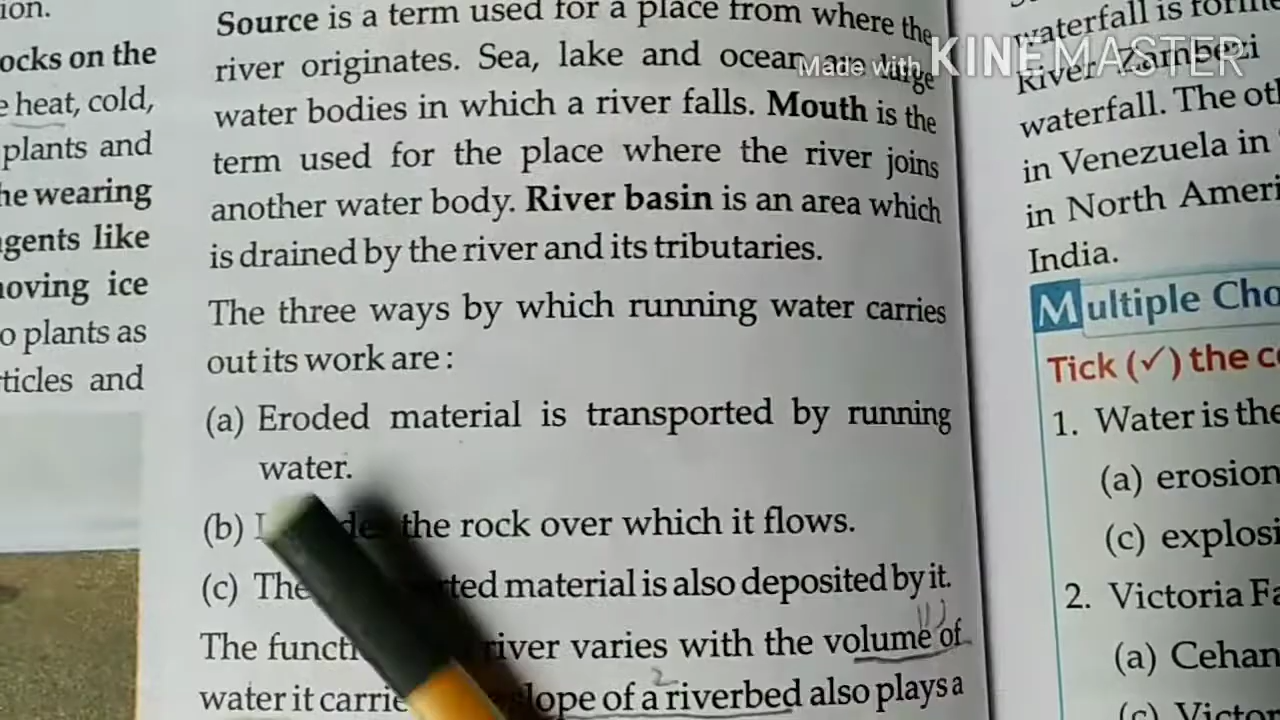 ion.
ocks on the
e heat, cold,
plants and
he wearing
gents like
noving ice
o plants as
ticles and
Source is a term used for a place from where the
river originates. Sea, lake and ocean are large
water bodies in which a river falls. Mouth is the
term used for the place where the river joins
another water body. River basin is an area which
is drained by the river and its tributaries.
The three ways by which running water carries
out its work are :
(a) Eroded material is transported by running
water.
(b) the rock over which it flows.
(c) The rted material is also deposited by it.
The functi river varies with the volume of
water it carrie lope of a riverbed also plays a
waterfall is
River Zambezi
waterfall. The ot
in Venezuela in
in North Ameri
India.
Multiple Cho
Tick (✓) the c
1. Water is the
(a) erosion
(c) explosi
2. Victoria Fa
(a) Cehan
(c) Victor
Made with KINEMASTER